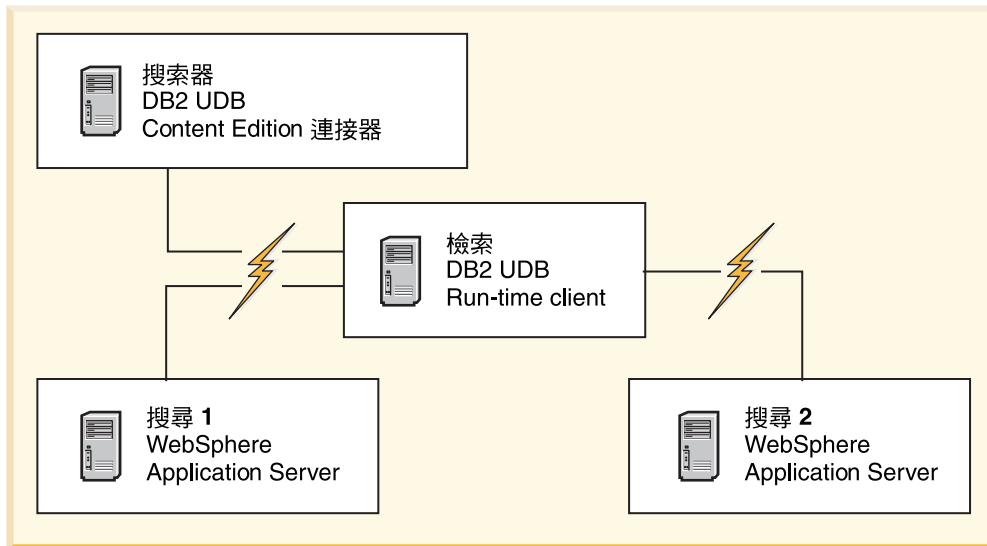 搜索器
DB2 UDB
Content Edition 連接器
檢索
DB2 UDB
Run-time client
搜尋 1
WebSphere
Application Server
搜尋 2
WebSphere
Application Server